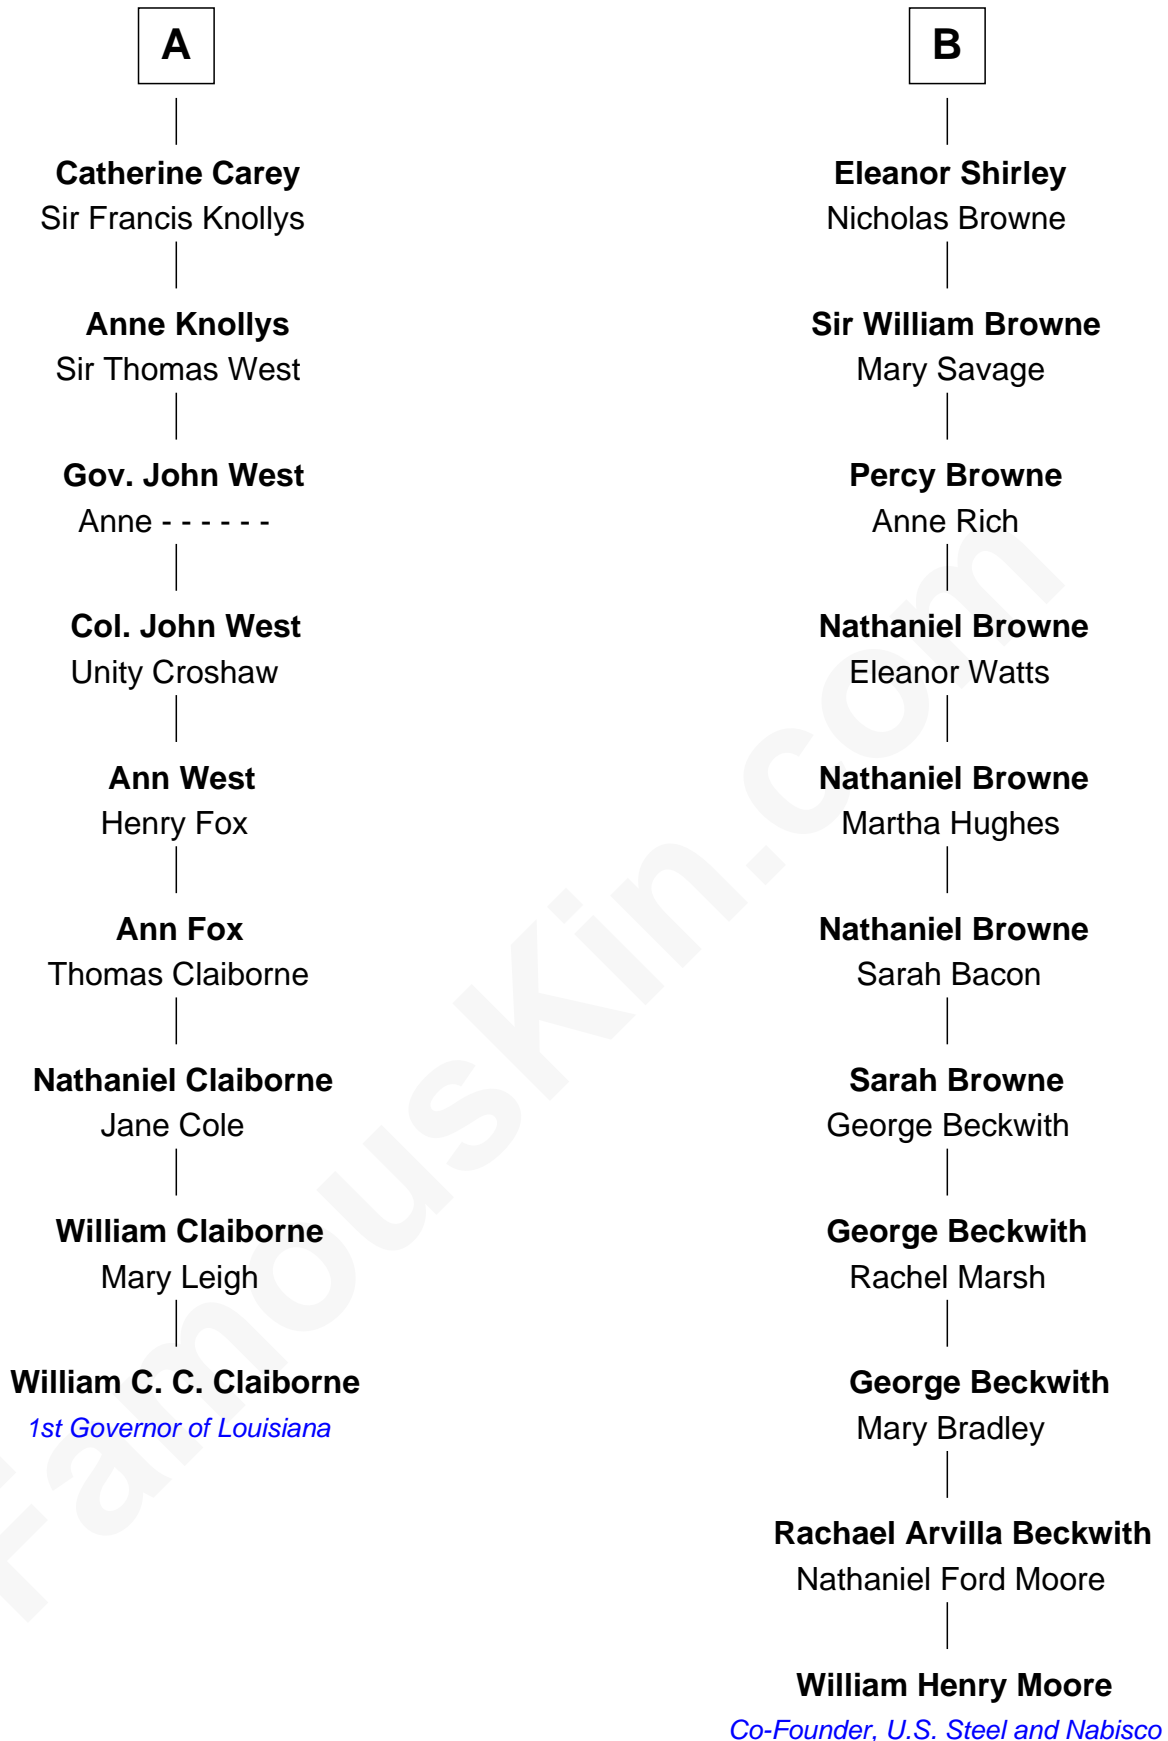 A
Catherine Carey
Sir Francis Knollys
Anne Knollys
Sir Thomas West
Gov. John West
Anne - - - - - -
Col. John West
Unity Croshaw
Ann West
Henry Fox
Ann Fox
Thomas Claiborne
Nathaniel Claiborne
Jane Cole
William Claiborne
Mary Leigh
William C. C. Claiborne
1st Governor of Louisiana
B
Eleanor Shirley
Nicholas Browne
Sir William Browne
Mary Savage
Percy Browne
Anne Rich
Nathaniel Browne
Eleanor Watts
Nathaniel Browne
Martha Hughes
Nathaniel Browne
Sarah Bacon
Sarah Browne
George Beckwith
George Beckwith
Rachel Marsh
George Beckwith
Mary Bradley
Rachael Arvilla Beckwith
Nathaniel Ford Moore
William Henry Moore
Co-Founder, U.S. Steel and Nabisco
FamousKin.com